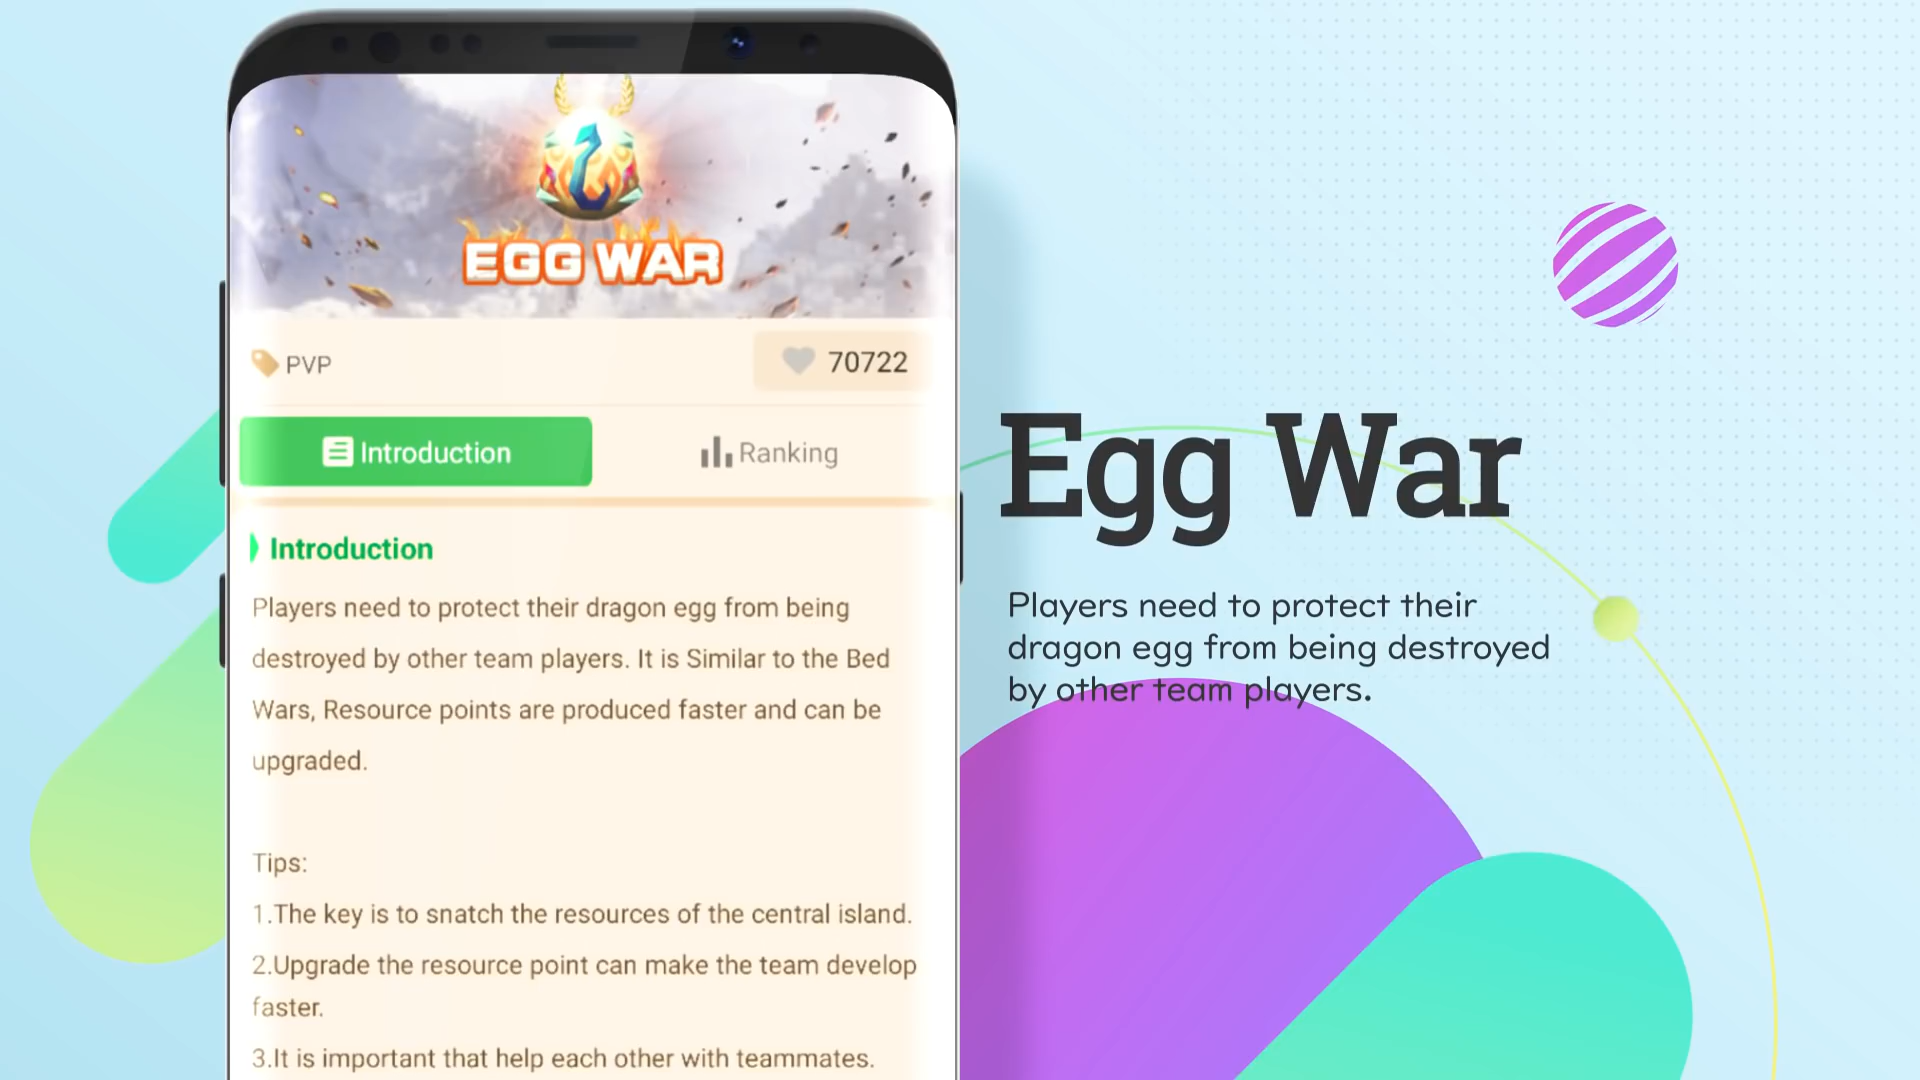 EGG WAR
PVP
70722
Introduction
Ranking
Introduction
Players need to protect their dragon egg from being
destroyed by other team players. It is Similar to the Bed
Wars, Resource points are produced faster and can be
upgraded.
Tips:
1.The key is to snatch the resources of the central island.
2.Upgrade the resource point can make the team develop
faster.
3.It is important that help each other with teammates.
Egg War
Players need to protect their
dragon egg from being destroyed
by other team players.